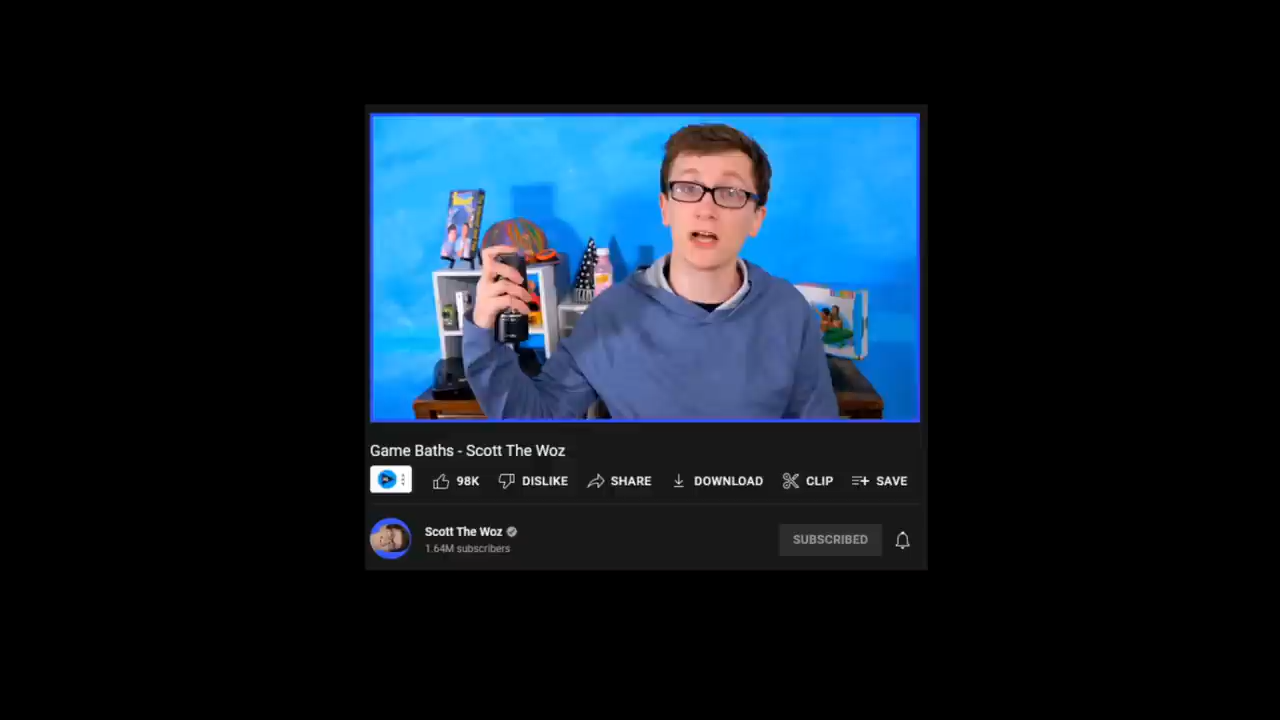 Game Baths - Scott The Woz
98K DISLIKE SHARE DOWNLOAD CLIP SAVE
Scott The Woz
1.64M subscribers
SUBSCRIBED